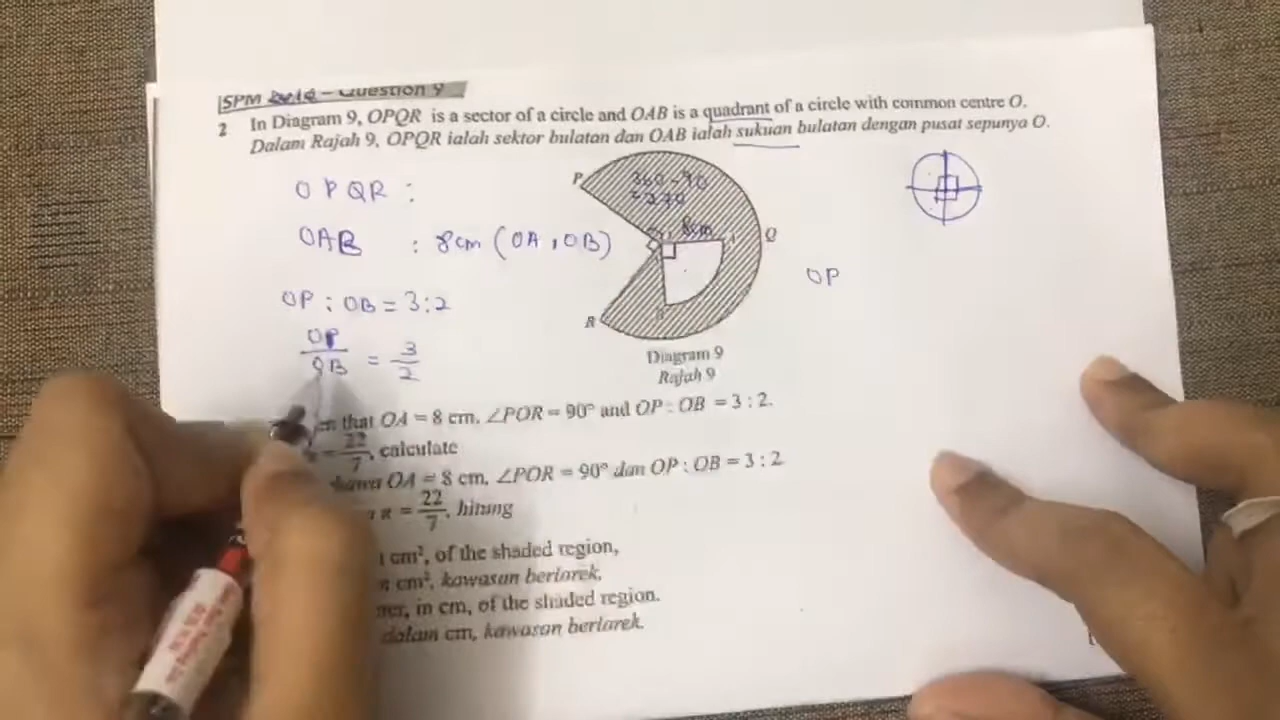 SPM - Question 9
2 In Diagram 9, OPQR is a sector of a circle and OAB is a quadrant of a circle with common centre O.
Dalam Rajah 9, OPQR ialah sektor bulatan dan OAB ialah sukuan bulatan dengan pusat sepunya O.
OPQR :
OAB : 8cm (OA, OB)
OP : OB = 3:2
OP/OB = 3/2
P
360-90
=270
8cm
Q
R
OP
Diagram 9
Rajah 9
that OA = 8 cm, ∠POR = 90° and OP : OB = 3 : 2.
= 22/7, calculate
OA = 8 cm, ∠POR = 90° dan OP : OB = 3 : 2
π = 22/7, hitung
cm², of the shaded region,
cm², kawasan berlorek,
in cm, of the shaded region.
dalam cm, kawasan berlorek.